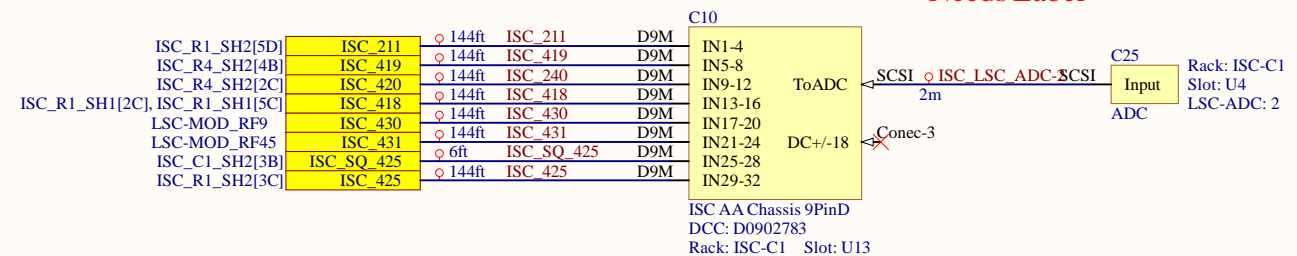 C10
ISC_R1_SH2[5D] ISC_211 144ft ISC_211 D9M IN1-4
ISC_R4_SH2[4B] ISC_419 144ft ISC_419 D9M IN5-8
ISC_R4_SH2[2C] ISC_420 144ft ISC_240 D9M IN9-12
ISC_R1_SH1[2C], ISC_R1_SH1[5C] ISC_418 144ft ISC_418 D9M IN13-16
LSC-MOD_RF9 ISC_430 144ft ISC_430 D9M IN17-20
LSC-MOD_RF45 ISC_431 144ft ISC_431 D9M IN21-24
ISC_C1_SH2[3B] ISC_SQ_425 6ft ISC_SQ_425 D9M IN25-28
ISC_R1_SH2[3C] ISC_425 144ft ISC_425 D9M IN29-32
ToADC SCSI ISC_LSC_ADC-2 SCSI
2m
DC+/-18 Conec-3
C25
Input
ADC
Rack: ISC-C1
Slot: U4
LSC-ADC: 2
ISC AA Chassis 9PinD
DCC: D0902783
Rack: ISC-C1 Slot: U13